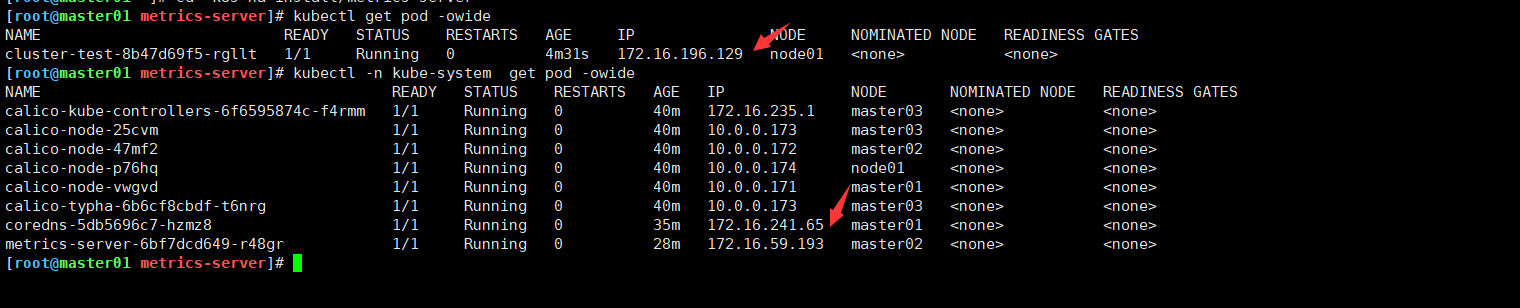 [root@master01 metrics-server]# kubectl get pod -owide
NAME READY STATUS RESTARTS AGE IP NODE NOMINATED NODE READINESS GATES
cluster-test-8b47d69f5-rgllt 1/1 Running 0 4m31s 172.16.196.129 node01 <none> <none>
[root@master01 metrics-server]# kubectl -n kube-system  get pod -owide
NAME READY STATUS RESTARTS AGE IP NODE NOMINATED NODE READINESS GATES
calico-kube-controllers-6f6595874c-f4rmm 1/1 Running 0 40m 172.16.235.1 master03 <none> <none>
calico-node-25cvm 1/1 Running 0 40m 10.0.0.173 master03 <none> <none>
calico-node-47mf2 1/1 Running 0 40m 10.0.0.172 master02 <none> <none>
calico-node-p76hq 1/1 Running 0 40m 10.0.0.174 node01 <none> <none>
calico-node-vwgvd 1/1 Running 0 40m 10.0.0.171 master01 <none> <none>
calico-typha-6b6cf8cbdf-t6nrg 1/1 Running 0 40m 10.0.0.173 master03 <none> <none>
coredns-5db5696c7-hzmz8 1/1 Running 0 35m 172.16.241.65 master01 <none> <none>
metrics-server-6bf7dcd649-r48gr 1/1 Running 0 28m 172.16.59.193 master02 <none> <none>
[root@master01 metrics-server]#